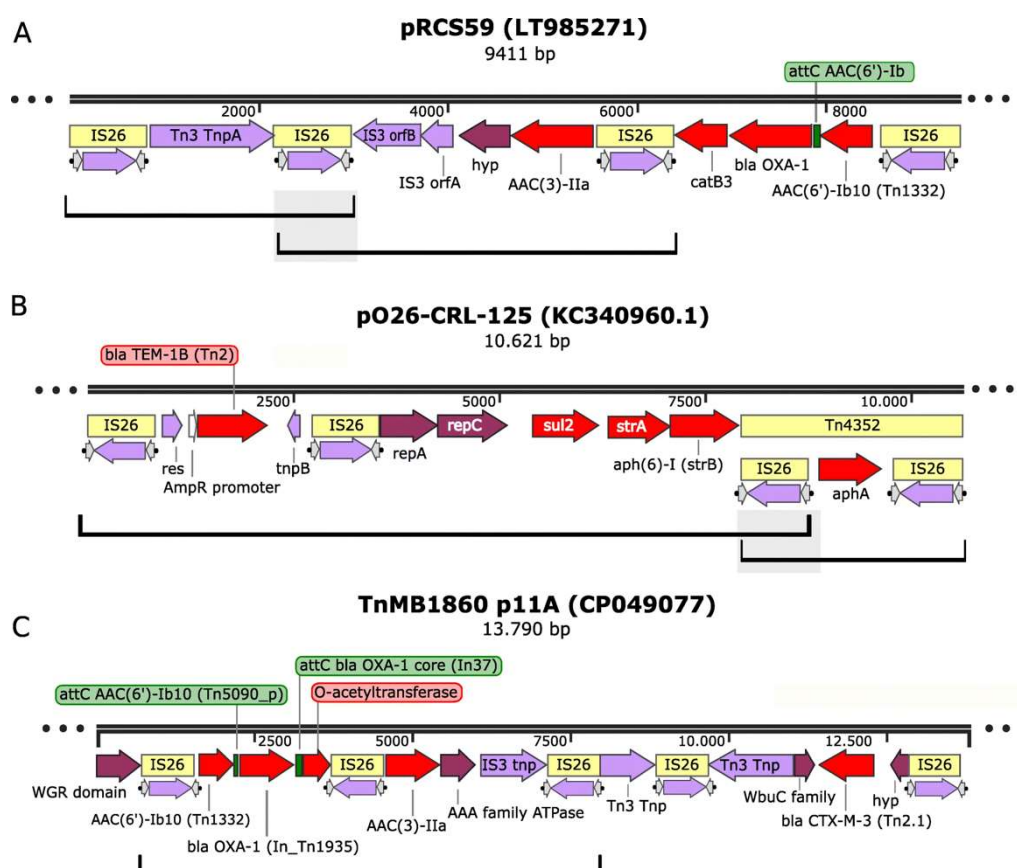 A
pRCS59 (LT985271)
9411 bp
attC AAC(6')-Ib
2000 4000 6000 8000
IS26 Tn3 TnpA IS26 IS3 orfB IS26 IS26
IS3 orfA hyp AAC(3)-IIa catB3 bla OXA-1 AAC(6')-Ib10 (Tn1332)
B
pO26-CRL-125 (KC340960.1)
10.621 bp
bla TEM-1B (Tn2)
2500 5000 7500 10.000
IS26 IS26 repC sul2 strA Tn4352
res tnpB repA aph(6)-I (strB)
AmpR promoter
IS26 aphA IS26
TnMB1860 p11A (CP049077)
C
13.790 bp
attC bla OXA-1 core (In37)
attC AAC(6')-Ib10 (Tn5090_p) O-acetyltransferase
2500 5000 7500 10.000 12.500
IS26 IS26 IS3 tnp IS26 IS26 Tn3 Tnp IS26
WGR domain AAA family ATPase Tn3 Tnp WbuC family hyp
AAC(6')-Ib10 (Tn1332) AAC(3)-IIa bla CTX-M-3 (Tn2.1)
bla OXA-1 (In_Tn1935)